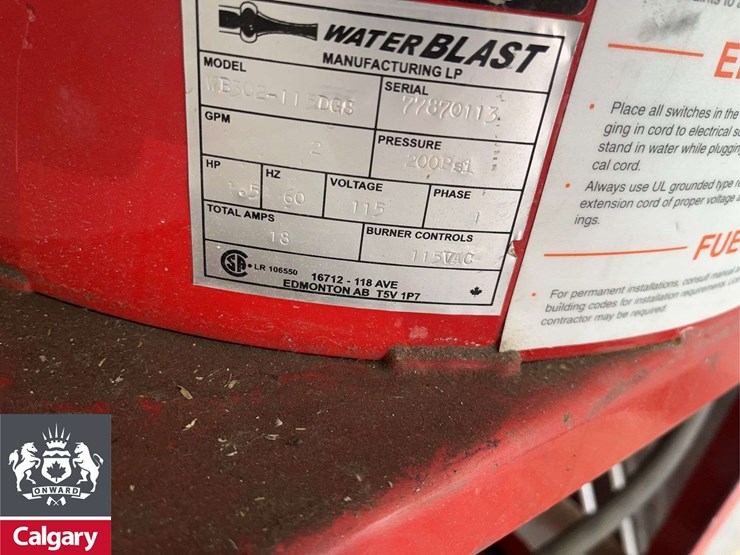 WATER BLAST
MANUFACTURING LP
MODEL
SERIAL
77870113
GPM
2
PRESSURE
200Psi
HP
HZ
60
VOLTAGE
115
PHASE
1
TOTAL AMPS
18
BURNER CONTROLS
115VAC
LR 106550
16712 - 118 AVE
EDMONTON AB T5V 1P7
• Place all switches in the
ging in cord to electrical
stand in water while plugging
cal cord.
• Always use UL grounded type
extension cord of proper voltage
ings.
FUE
• For permanent installations, consult manual
building codes for installation requirements.
contractor may be required.
ONWARD
Calgary